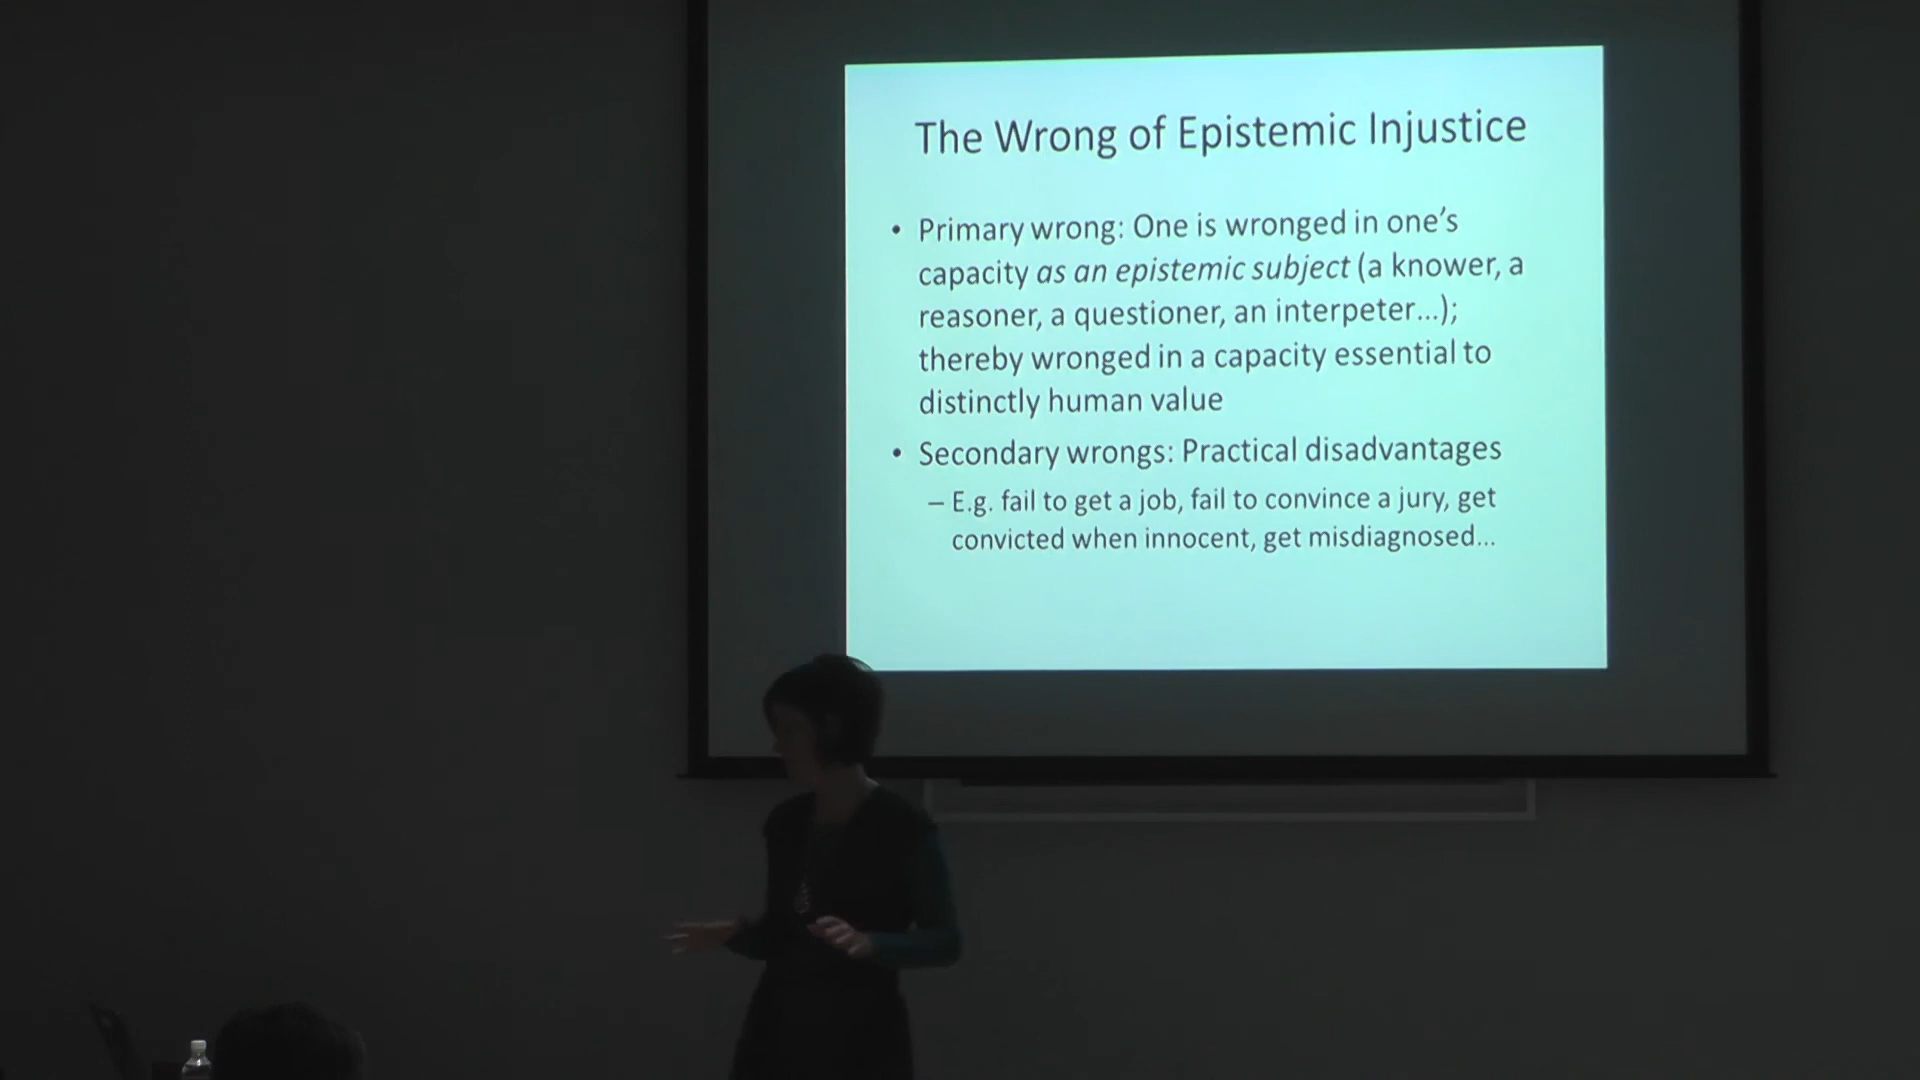 The Wrong of Epistemic Injustice
• Primary wrong: One is wronged in one's
capacity as an epistemic subject (a knower, a
reasoner, a questioner, an interpeter...);
thereby wronged in a capacity essential to
distinctly human value
• Secondary wrongs: Practical disadvantages
– E.g. fail to get a job, fail to convince a jury, get
convicted when innocent, get misdiagnosed...